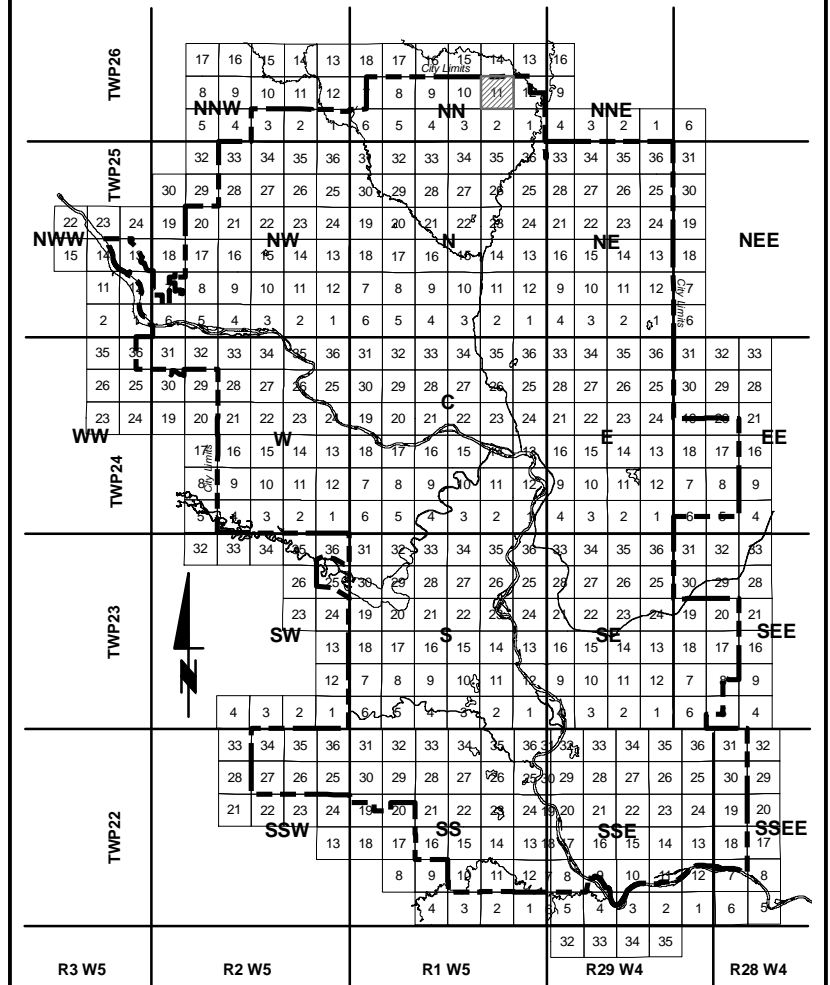 17 16 15 14 13 18 17 16 15 14 13 16
City Limits
TWP26
8 9 10 11 12 8 9 10 11 12 9
NNW NN NNE
5 4 3 2 1 6 5 4 3 2 1 4 3 2 1 6
32 33 34 35 36 31 32 33 34 35 36 33 34 35 36 31
TWP25
30 29 28 27 26 25 30 29 28 27 26 25 28 27 26 25 30
22 23 24 19 20 21 22 23 24 19 20 21 22 23 24 21 22 23 24 19
NWW NW N NE NEE
15 14 13 18 17 16 15 14 13 18 17 16 15 14 13 16 15 14 13 18
11 12 8 9 10 11 12 7 8 9 10 11 12 9 10 11 12 7
City Limits
2 6 5 4 3 2 1 6 5 4 3 2 1 4 3 2 1 6
35 36 31 32 33 34 35 36 31 32 33 34 35 36 33 34 35 36 31 32 33
26 25 30 29 28 27 26 25 30 29 28 27 26 25 28 27 26 25 30 29 28
C
23 24 19 20 21 22 23 24 19 20 21 22 23 24 21 22 23 24 19 20 21
WW W E EE
17 16 15 14 13 18 17 16 15 14 13 16 15 14 13 18 17 16
City Limits
TWP24
8 9 10 11 12 7 8 9 10 11 12 9 10 11 12 7 8 9
5 4 3 2 1 6 5 4 3 2 1 4 3 2 1 6 5 4
32 33 34 35 36 31 32 33 34 35 36 33 34 35 36 31 32 33
26 25 30 29 28 27 26 25 28 27 26 25 30 29 28
TWP23
23 24 19 20 21 22 23 24 21 22 23 24 19 20 21
SW S SE SEE
13 18 17 16 15 14 13 16 15 14 13 18 17 16
N
12 7 8 9 10 11 12 9 10 11 12 7 8 9
4 3 2 1 6 5 4 3 2 1 3 2 1 6 4
33 34 35 36 31 32 33 34 35 36 31 32 33 34 35 36 31 32
28 27 26 25 30 29 28 27 26 25 30 29 28 27 26 25 30 29
21 22 23 24 19 20 21 22 23 24 19 20 21 22 23 24 19 20
TWP22
SSW SS SSE SSEE
13 18 17 16 15 14 13 18 17 16 15 14 13 18 17
8 9 10 11 12 7 8 9 10 11 12 7 8
4 3 2 1 6 5 4 3 2 1 6 5
32 33 34 35
R3 W5 R2 W5 R1 W5 R29 W4 R28 W4